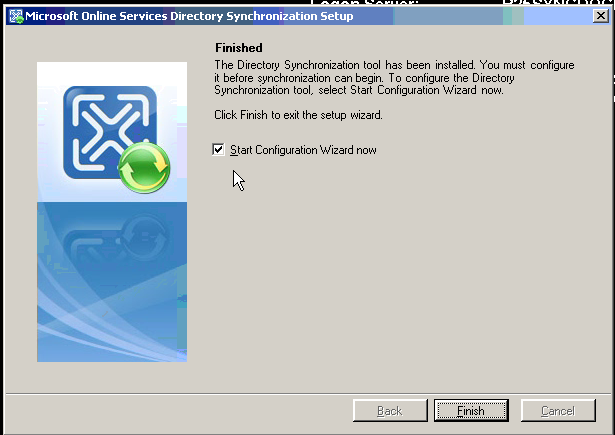 Logon Server:
Microsoft Online Services Directory Synchronization Setup
Finished
The Directory Synchronization tool has been installed. You must configure
it before synchronization can begin. To configure the Directory
Synchronization tool, select Start Configuration Wizard now.
Click Finish to exit the setup wizard.
Start Configuration Wizard now
Back
Finish
Cancel